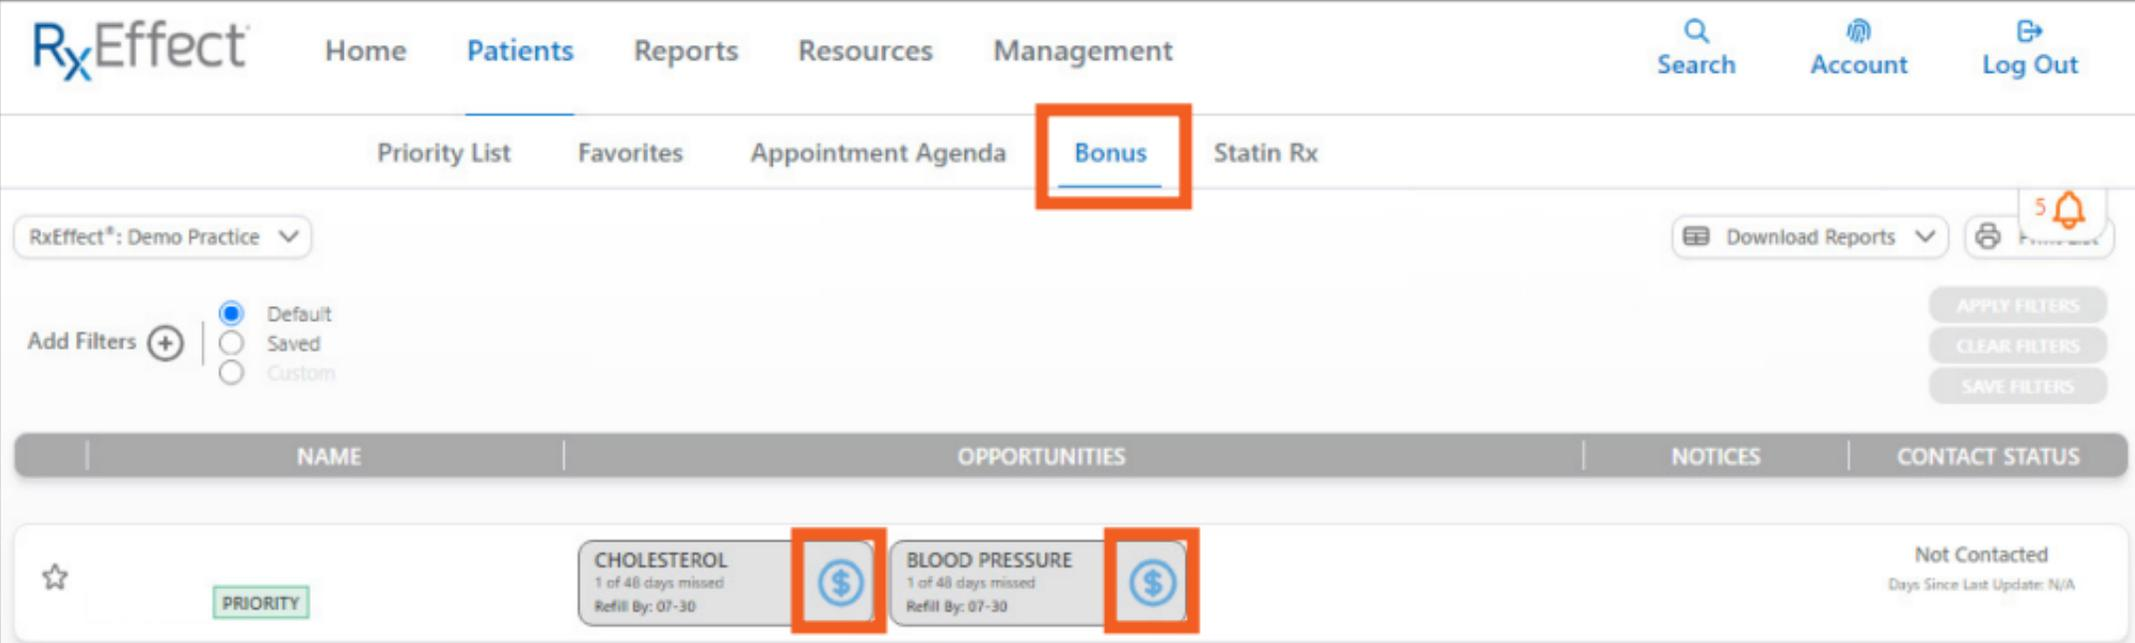 RxEffect
Home Patients Reports Resources Management
Search Account Log Out
Priority List Favorites Appointment Agenda Bonus Statin Rx
5
RxEffect®: Demo Practice
Download Reports
Add Filters
Default
Saved
Custom
APPLY FILTERS
CLEAR FILTERS
SAVE FILTERS
NAME OPPORTUNITIES NOTICES CONTACT STATUS
PRIORITY
CHOLESTEROL
1 of 48 days missed
Refill By: 07-30
$
BLOOD PRESSURE
1 of 48 days missed
Refill By: 07-30
$
Not Contacted
Days Since Last Update: N/A